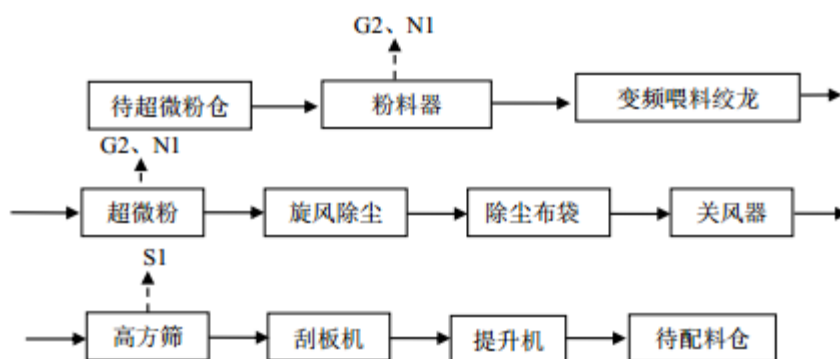 G2、N1
待超微粉仓
粉料器
变频喂料绞龙
G2、N1
超微粉
旋风除尘
除尘布袋
关风器
S1
高方筛
刮板机
提升机
待配料仓